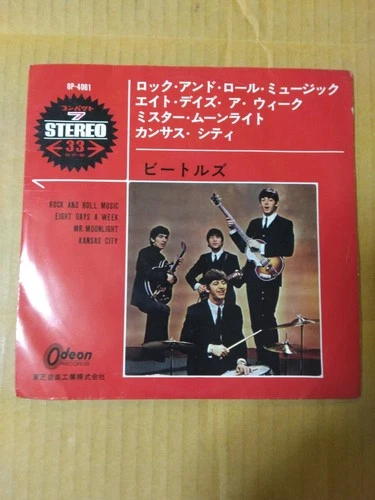 OP-4061
コンパクト
7
STEREO
33
ロック・アンド・ロール・ミュージック
エイト・デイズ・ア・ウィーク
ミスター・ムーンライト
カンサス・シティ
ビートルズ
ROCK AND ROLL MUSIC
EIGHT DAYS A WEEK
MR. MOONLIGHT
KANSAS CITY
Odeon
RECORDS
東芝音楽工業株式会社